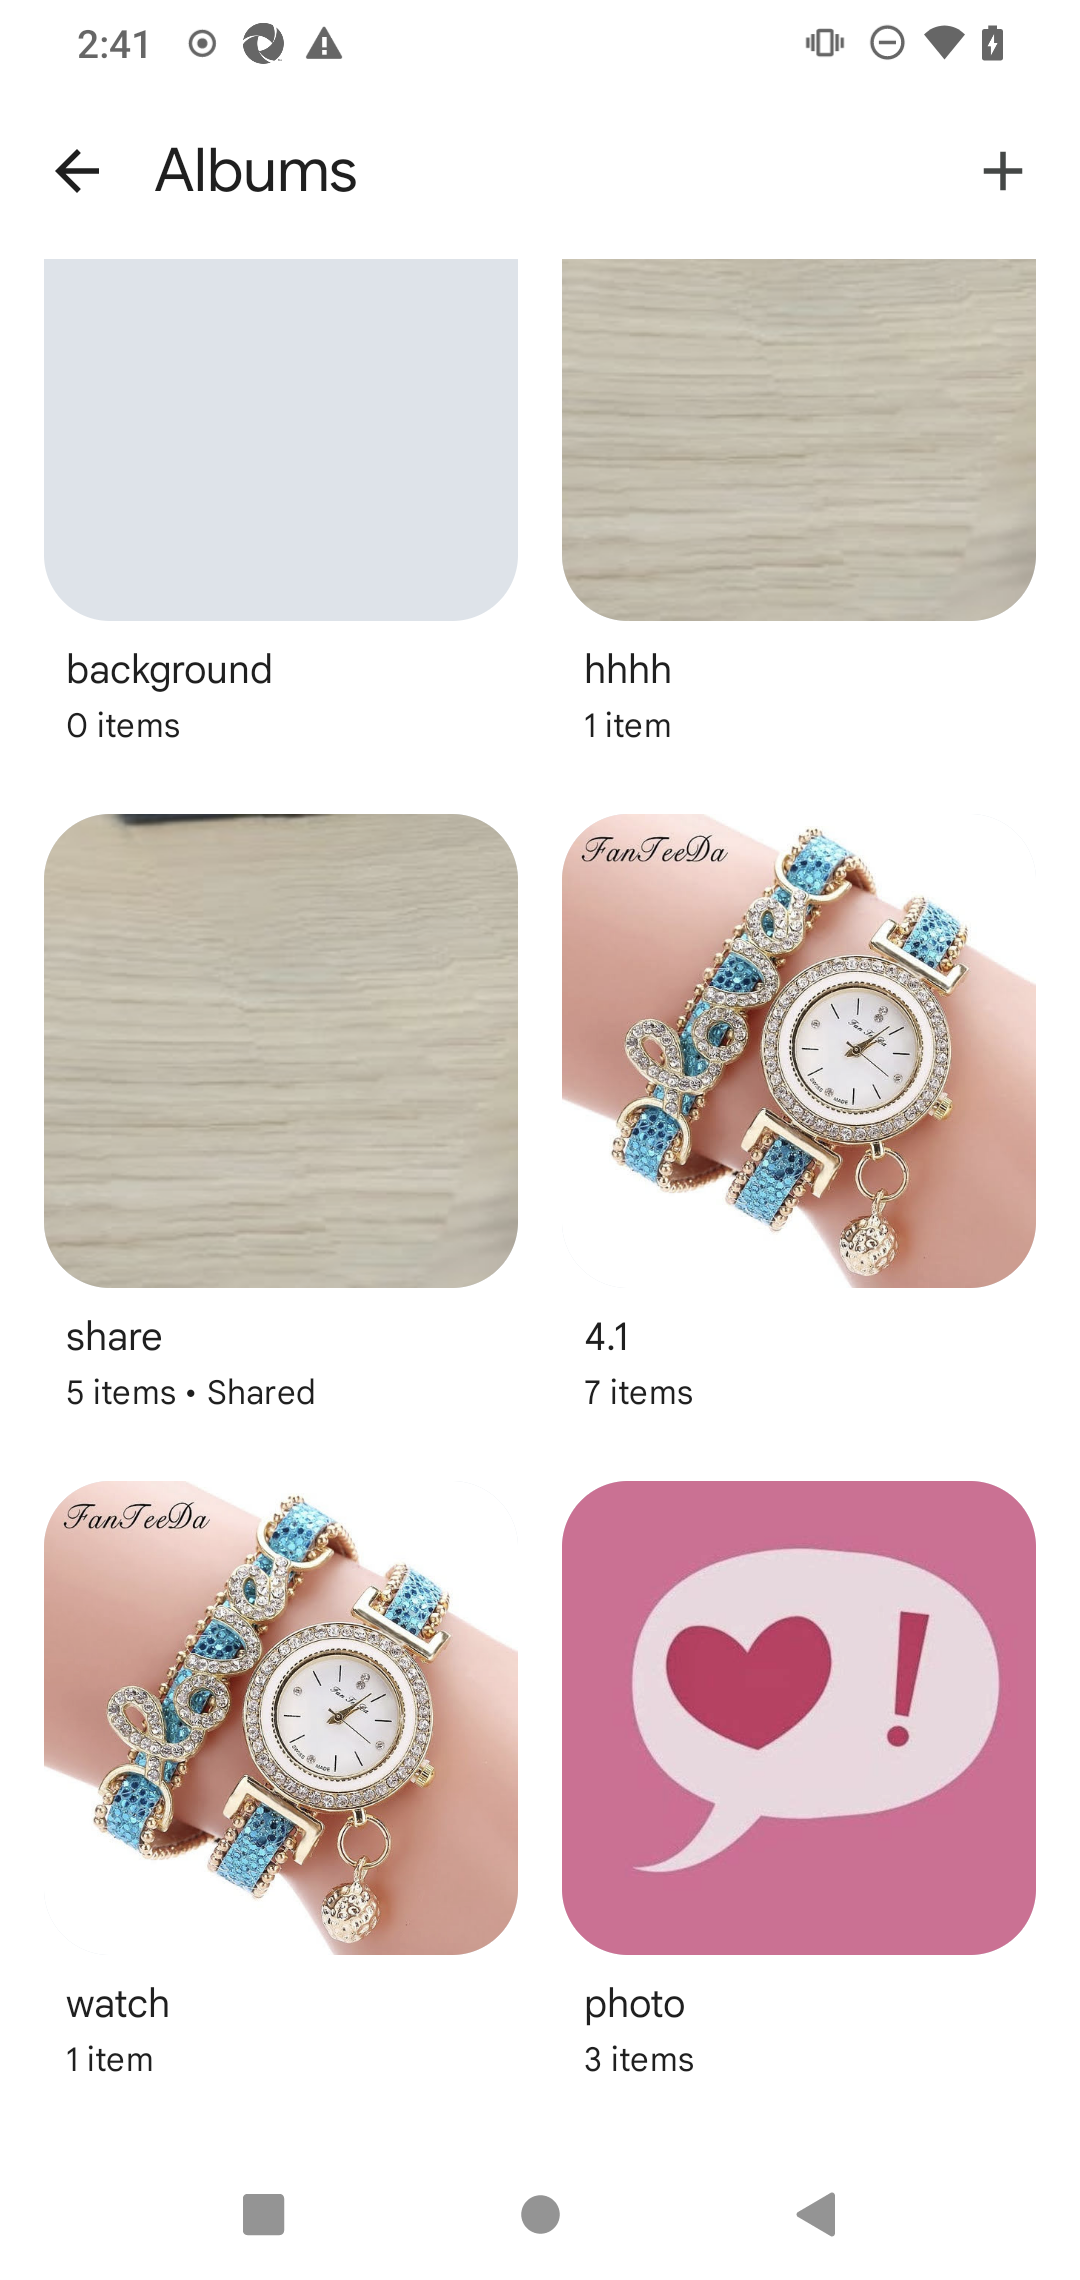 2:41
Albums
background
0 items
hhhh
1 item
FanTeeDa
share
5 items • Shared
4.1
7 items
FanTeeDa
watch
1 item
!
photo
3 items